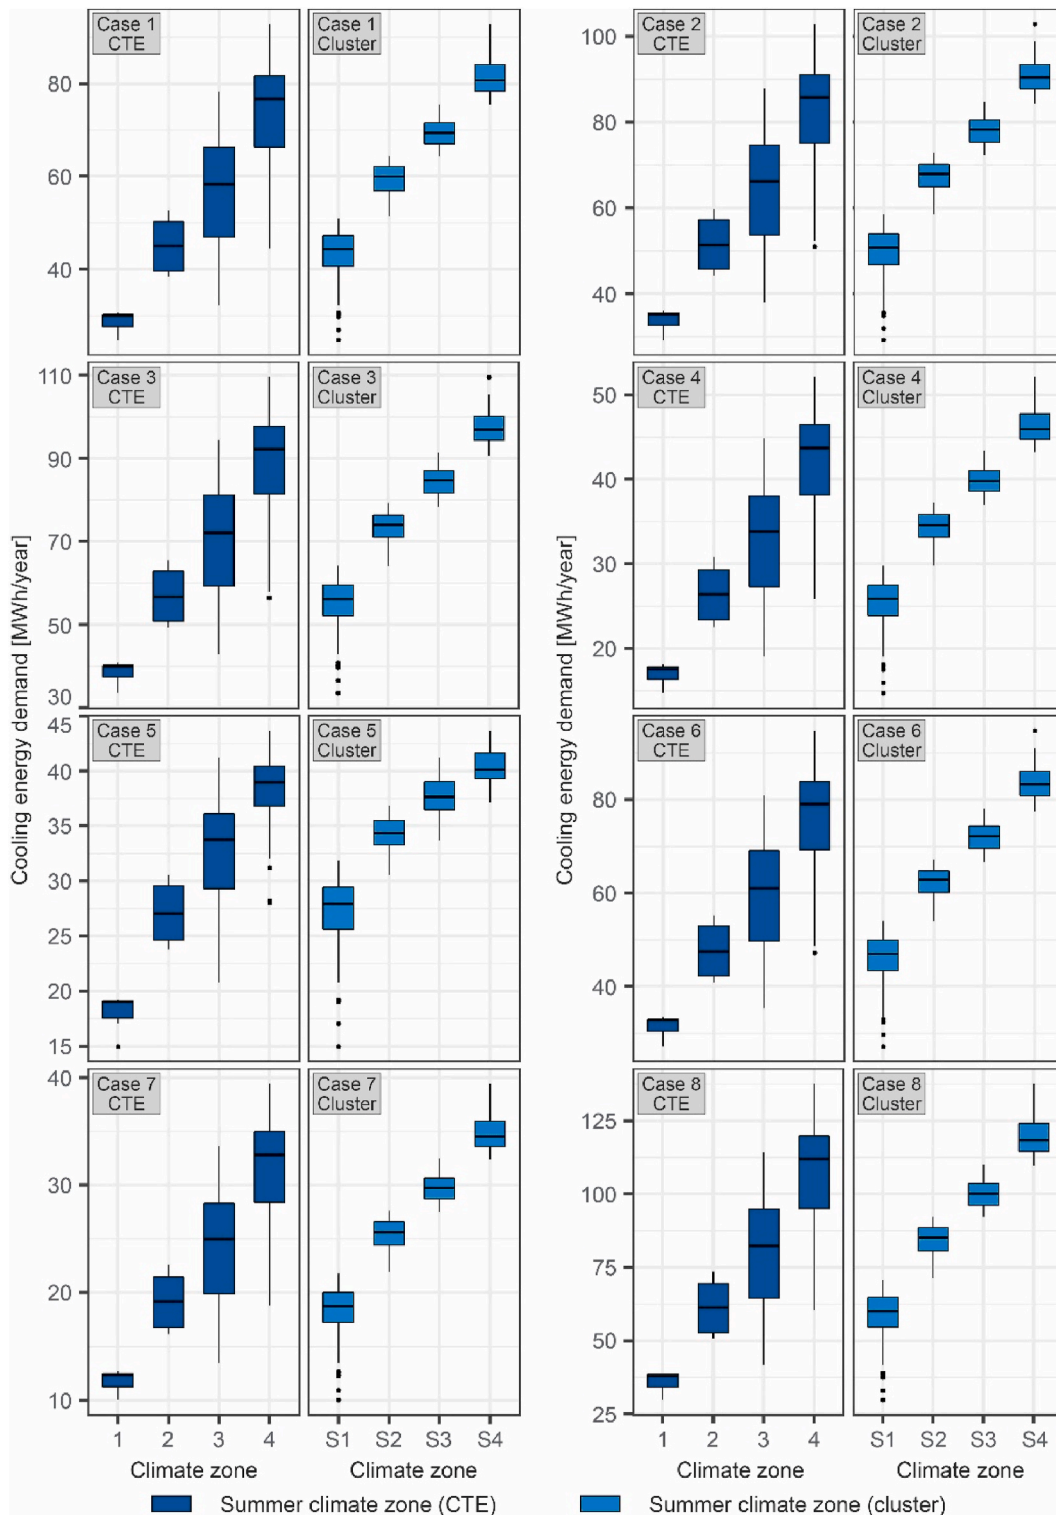 Case 1
CTE
Case 1
Cluster
80
60
40
Case 2
CTE
Case 2
Cluster
100
80
60
40
Case 3
CTE
Case 3
Cluster
110
90
70
50
30
Case 4
CTE
Case 4
Cluster
50
40
30
20
Cooling energy demand [MWh/year]
Cooling energy demand [MWh/year]
Case 5
CTE
Case 5
Cluster
45
40
35
30
25
20
15
Case 6
CTE
Case 6
Cluster
80
60
40
Case 7
CTE
Case 7
Cluster
40
30
20
10
Case 8
CTE
Case 8
Cluster
125
100
75
50
25
1 2 3 4 S1 S2 S3 S4 1 2 3 4 S1 S2 S3 S4
Climate zone Climate zone Climate zone Climate zone
Summer climate zone (CTE) Summer climate zone (cluster)